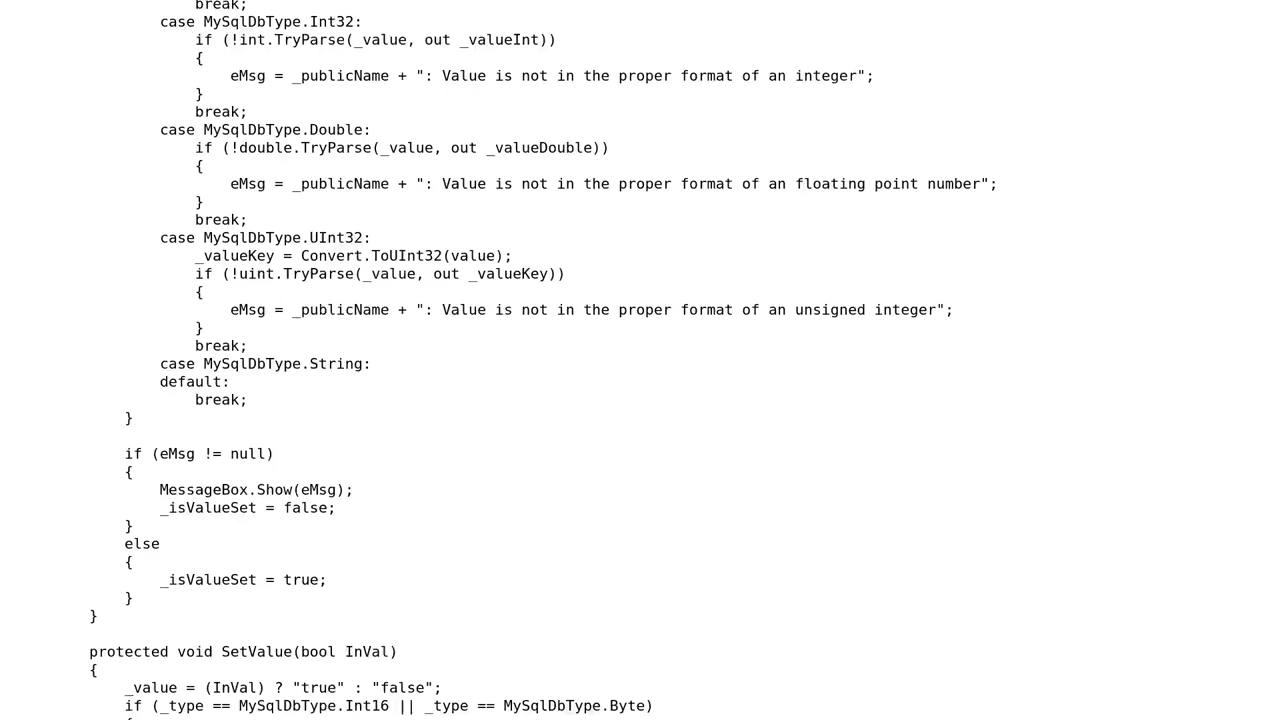 break;
case MySqlDbType.Int32:
if (!int.TryParse(_value, out _valueInt))
{
eMsg = _publicName + ": Value is not in the proper format of an integer";
}
break;
case MySqlDbType.Double:
if (!double.TryParse(_value, out _valueDouble))
{
eMsg = _publicName + ": Value is not in the proper format of an floating point number";
}
break;
case MySqlDbType.UInt32:
_valueKey = Convert.ToUInt32(value);
if (!uint.TryParse(_value, out _valueKey))
{
eMsg = _publicName + ": Value is not in the proper format of an unsigned integer";
}
break;
case MySqlDbType.String:
default:
break;
}
if (eMsg != null)
{
MessageBox.Show(eMsg);
_isValueSet = false;
}
else
{
_isValueSet = true;
}
}
protected void SetValue(bool InVal)
{
_value = (InVal) ? "true" : "false";
if (_type == MySqlDbType.Int16 || _type == MySqlDbType.Byte)
{